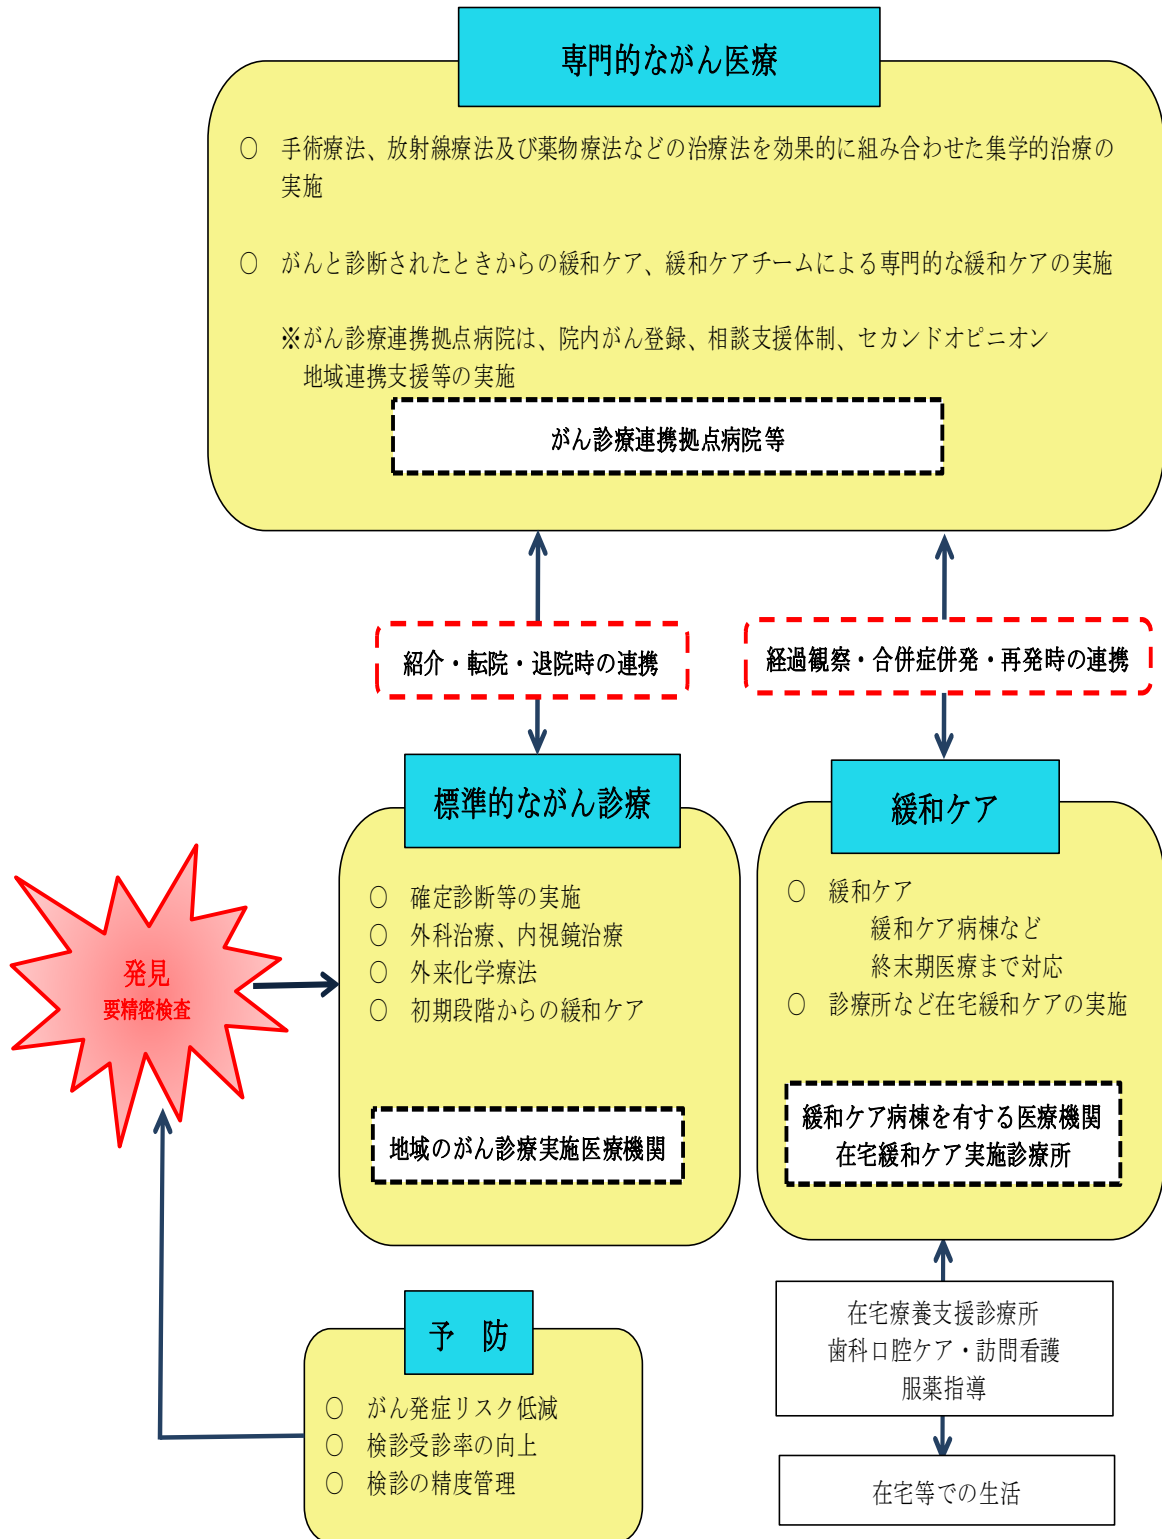 専門的ながん医療
○ 手術療法、放射線療法及び薬物療法などの治療法を効果的に組み合わせた集学的治療の
実施
○ がんと診断されたときからの緩和ケア、緩和ケアチームによる専門的な緩和ケアの実施
※がん診療連携拠点病院は、院内がん登録、相談支援体制、セカンドオピニオン
地域連携支援等の実施
がん診療連携拠点病院等
紹介・転院・退院時の連携
経過観察・合併症併発・再発時の連携
標準的ながん診療
○ 確定診断等の実施
○ 外科治療、内視鏡治療
○ 外来化学療法
○ 初期段階からの緩和ケア
地域のがん診療実施医療機関
緩和ケア
○ 緩和ケア
緩和ケア病棟など
終末期医療まで対応
○ 診療所など在宅緩和ケアの実施
緩和ケア病棟を有する医療機関
在宅緩和ケア実施診療所
発見
要精密検査
予 防
○ がん発症リスク低減
○ 検診受診率の向上
○ 検診の精度管理
在宅療養支援診療所
歯科口腔ケア・訪問看護
服薬指導
在宅等での生活